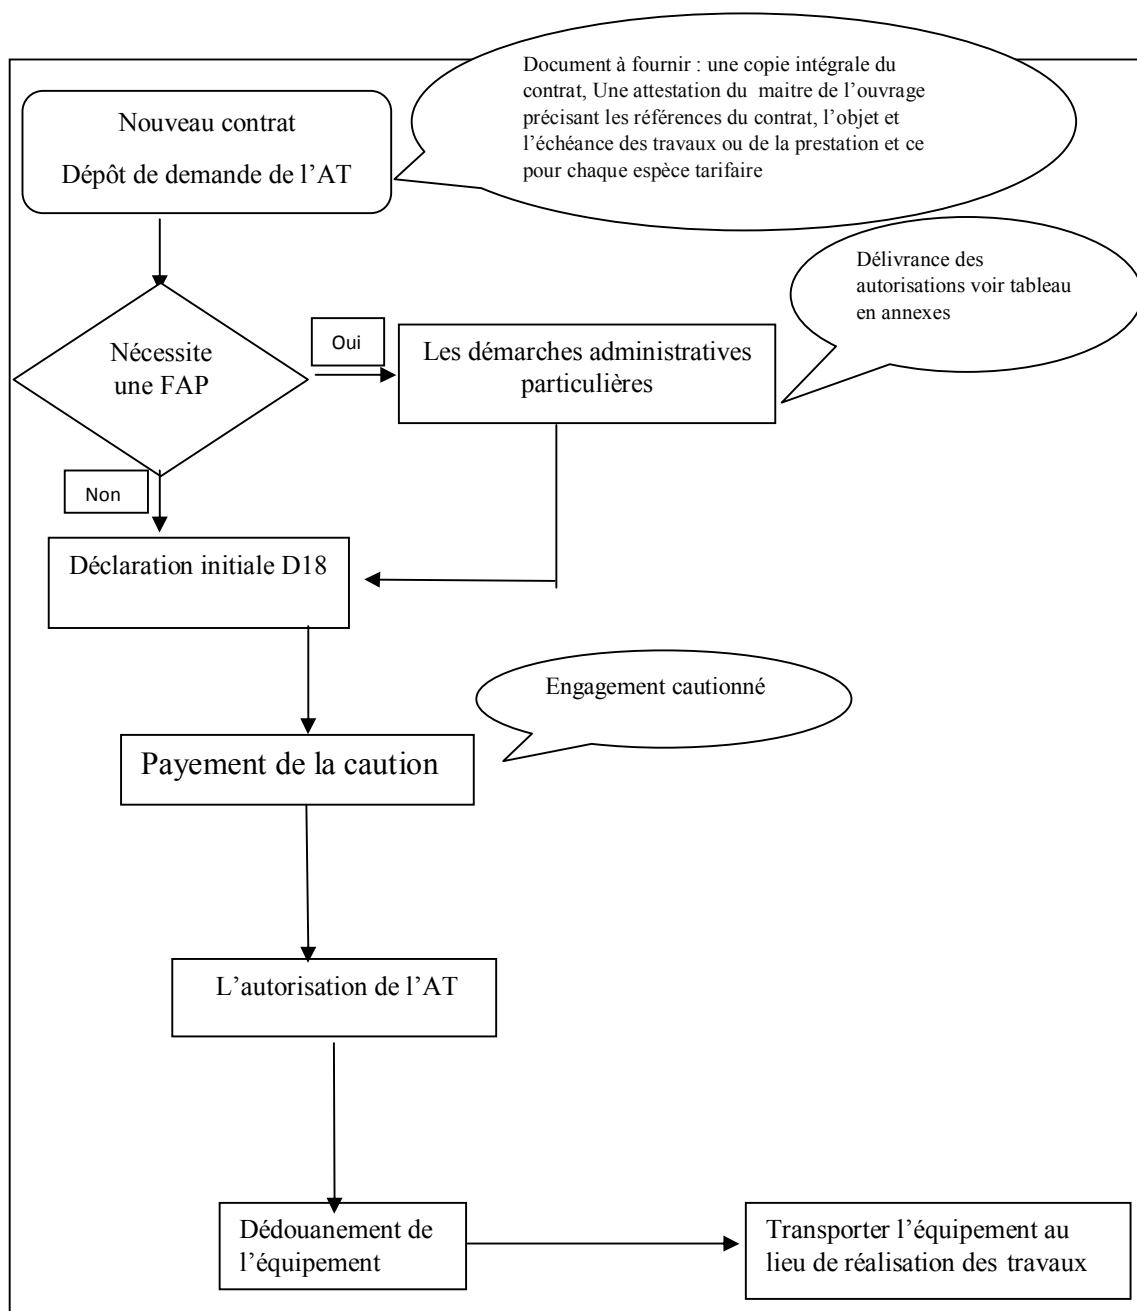 Document à fournir : une copie intégrale du
contrat, Une attestation du maitre de l’ouvrage
précisant les références du contrat, l’objet et
l’échéance des travaux ou de la prestation et ce
pour chaque espèce tarifaire
Nouveau contrat
Dépôt de demande de l’AT
Délivrance des
autorisations voir tableau
en annexes
Nécessite
une FAP
Oui
Les démarches administratives
particulières
Non
Déclaration initiale D18
Engagement cautionné
Payement de la caution
L’autorisation de l’AT
Dédouanement de
l’équipement
Transporter l’équipement au
lieu de réalisation des travaux